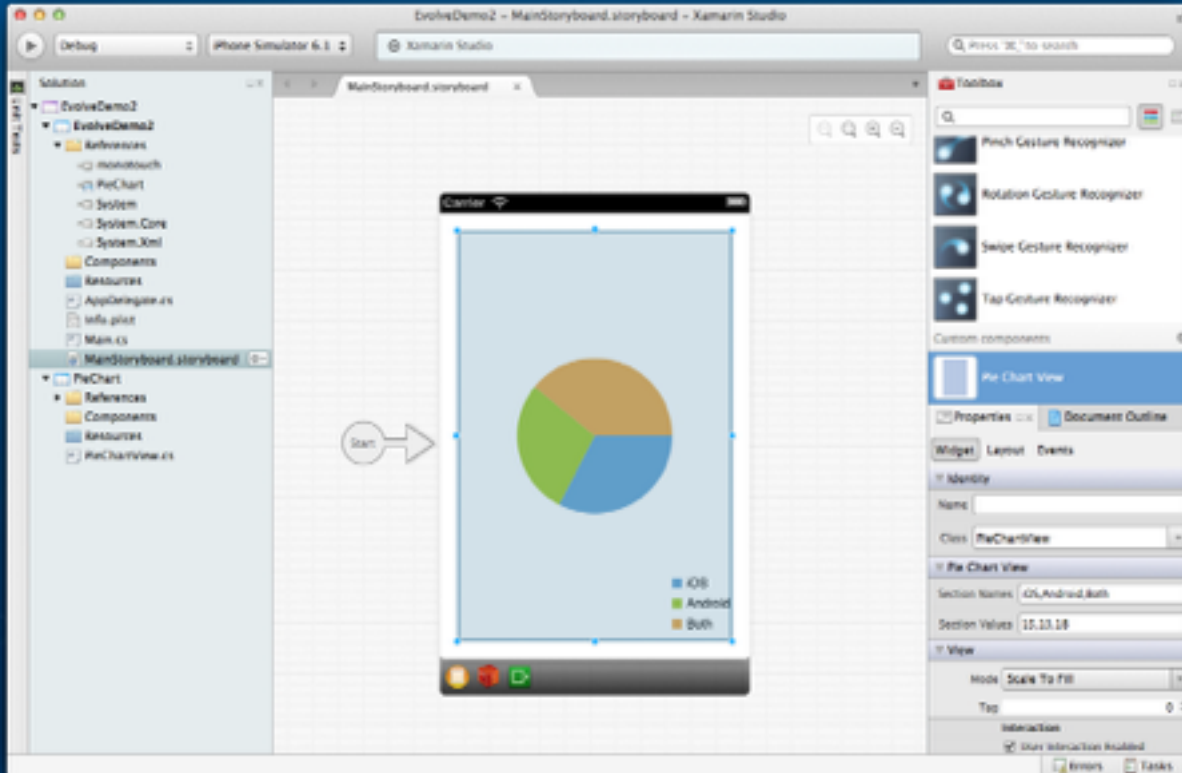 EvolveDemo2 – MainStoryboard.storyboard – Xamarin Studio
Debug
iPhone Simulator 6.1
Xamarin Studio
Press '⌘,' to search
Unit Tests
Solution
EvolveDemo2
EvolveDemo2
References
monotouch
PieChart
System
System.Core
System.Xml
Components
Resources
AppDelegate.cs
Info.plist
Main.cs
MainStoryboard.storyboard
PieChart
References
Components
Resources
PieChartView.cs
MainStoryboard.storyboard
Start
Carrier
iOS
Android
Both
Toolbox
Pinch Gesture Recognizer
Rotation Gesture Recognizer
Swipe Gesture Recognizer
Tap Gesture Recognizer
Custom components
Pie Chart View
Properties
Document Outline
Widget Layout Events
Identity
Name
Class PieChartView
Pie Chart View
Section Names iOS,Android,Both
Section Values
View
Mode Scale To Fill
Tag 0
Interaction
User Interaction Enabled
Errors Tasks